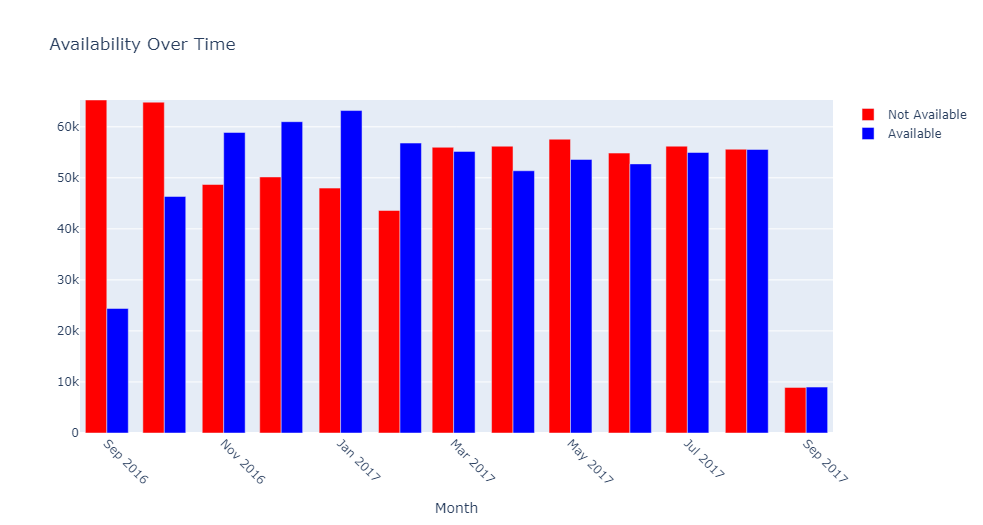 Availability Over Time
Not Available
Available
60k
50k
40k
30k
20k
10k
0
Sep 2016
Nov 2016
Jan 2017
Mar 2017
May 2017
Jul 2017
Sep 2017
Month